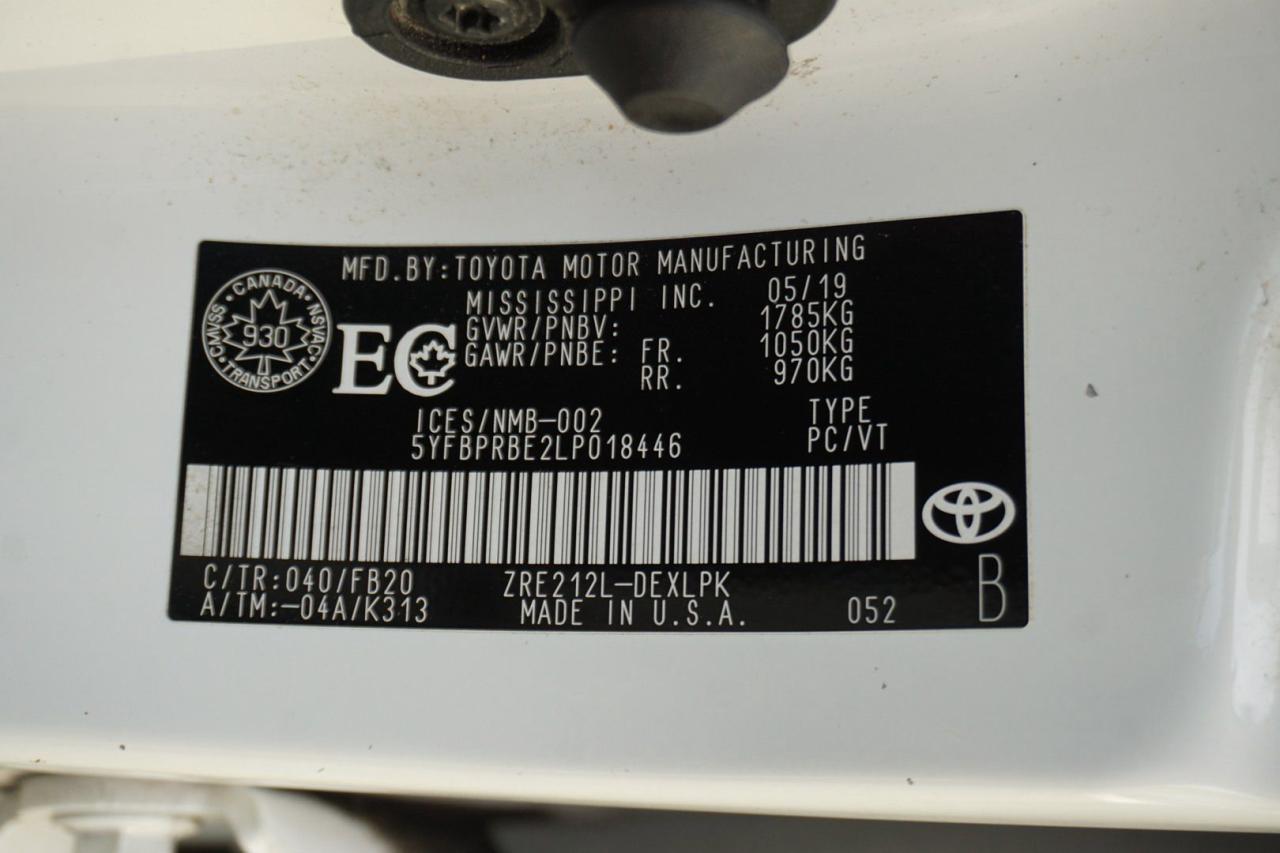 MFD.BY:TOYOTA MOTOR MANUFACTURING
MISSISSIPPI INC. 05/19
GVWR/PNBV: 1785KG
GAWR/PNBE: FR. 1050KG
RR. 970KG
CANADA
CMVSS 930 NSVAC
TRANSPORT
EC
ICES/NMB-002 TYPE
5YFBPRBE2LP018446 PC/VT
C/TR:040/FB20 ZRE212L-DEXLPK
A/TM:-04A/K313 MADE IN U.S.A. 052 B